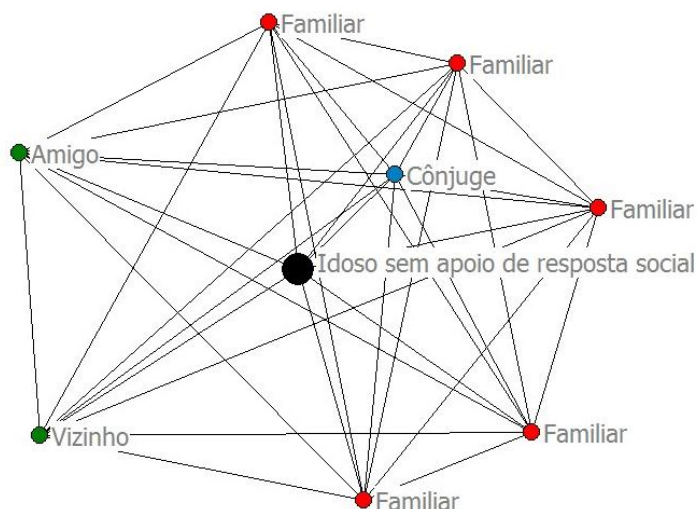 Familiar
Familiar
Amigo
Cônjuge
Familiar
Idoso sem apoio de resposta social
Familiar
Vizinho
Familiar